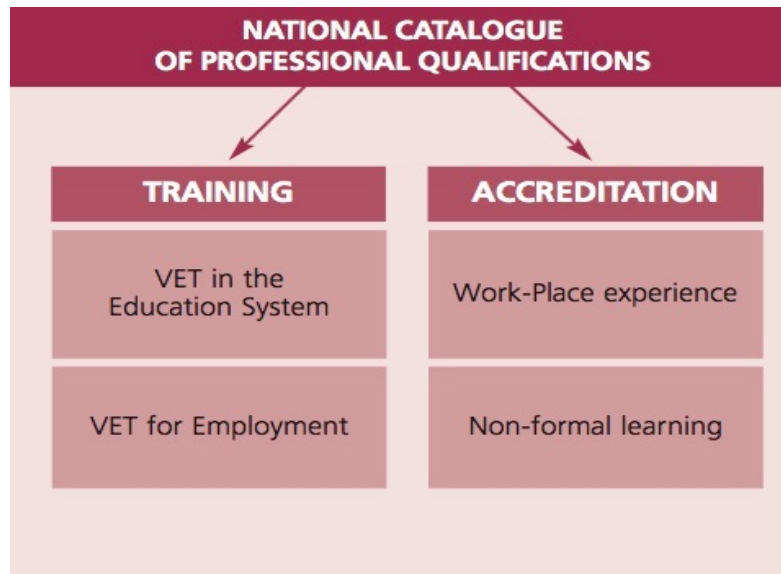 NATIONAL CATALOGUE
OF PROFESSIONAL QUALIFICATIONS
TRAINING
VET in the
Education System
VET for Employment
ACCREDITATION
Work-Place experience
Non-formal learning